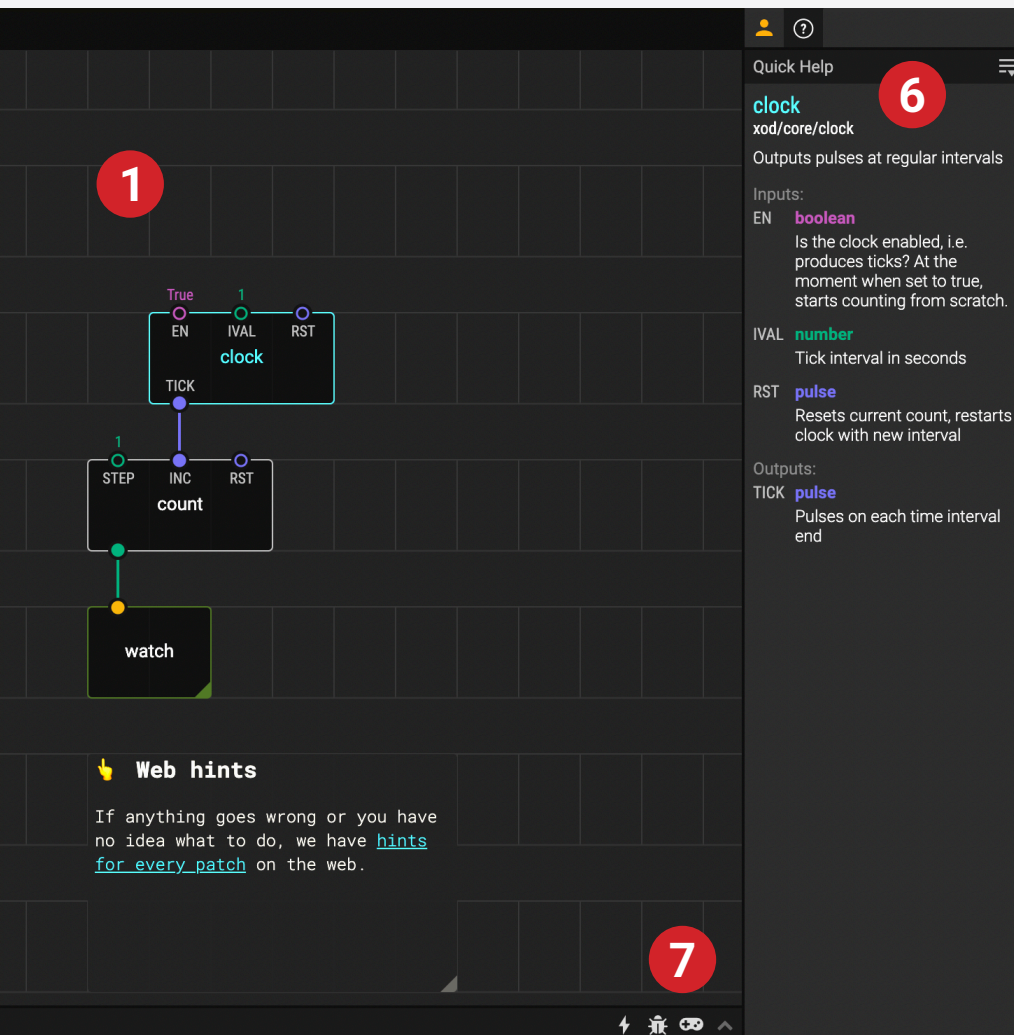 Quick Help
6
clock
xod/core/clock
Outputs pulses at regular intervals
Inputs:
EN boolean
Is the clock enabled, i.e.
produces ticks? At the
moment when set to true,
starts counting from scratch.
IVAL number
Tick interval in seconds
RST pulse
Resets current count, restarts
clock with new interval
Outputs:
TICK pulse
Pulses on each time interval
end
1
True 1
EN IVAL RST
clock
TICK
1
STEP INC RST
count
watch
👆 Web hints
If anything goes wrong or you have
no idea what to do, we have hints
for every patch on the web.
7